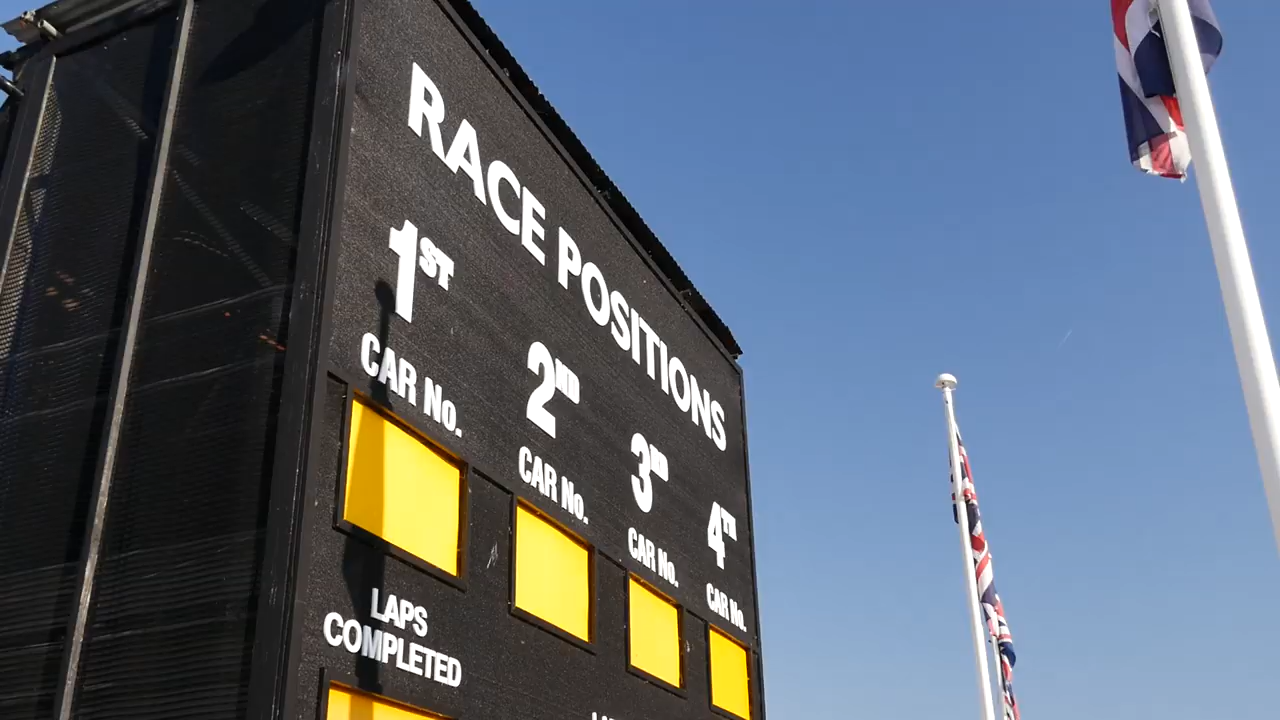 RACE POSITIONS
1ST
2ND
3RD
4TH
CAR No.
CAR No.
CAR No.
CAR No.
LAPS
COMPLETED